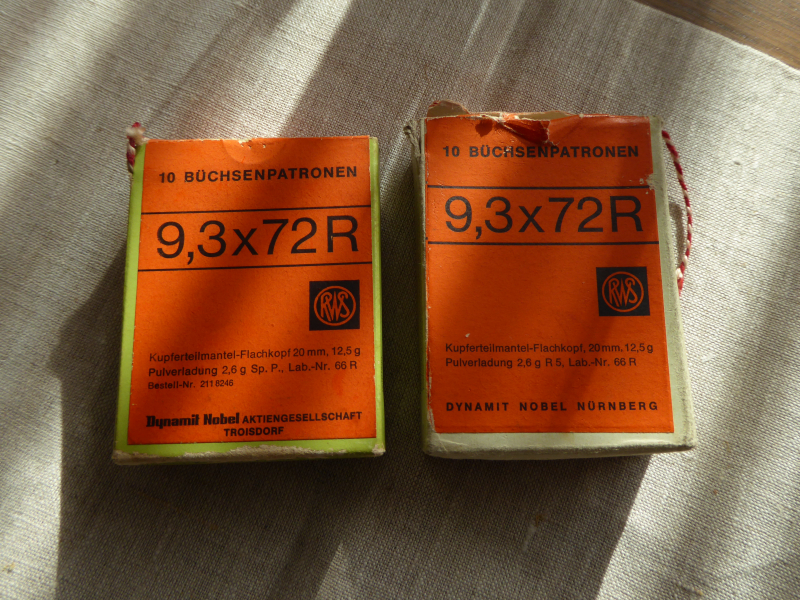 10 BÜCHSENPATRONEN
9,3x72R
RWS
Kupferteilmantel-Flachkopf 20 mm, 12,5 g
Pulverladung 2,6 g Sp. P., Lab.-Nr. 66 R
Bestell-Nr. 211 8246
Dynamit Nobel AKTIENGESELLSCHAFT
TROISDORF
10 BÜCHSENPATRONEN
9,3x72R
RWS
Kupferteilmantel-Flachkopf, 20 mm, 12,5 g
Pulverladung 2,6 g R 5, Lab.-Nr. 66 R
DYNAMIT NOBEL NÜRNBERG